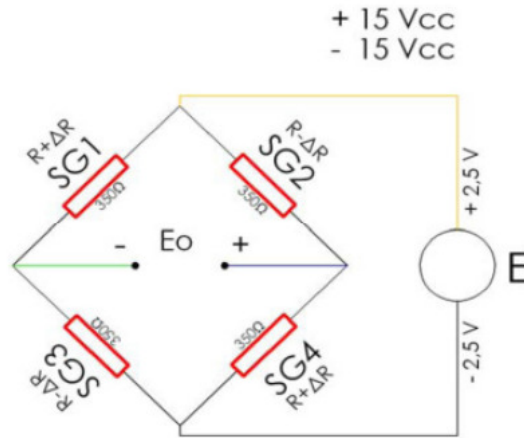 + 15 Vcc
- 15 Vcc
R+ΔR
SG1
350Ω
R-ΔR
SG2
350Ω
+ 2,5 V
- Eo +
E
350Ω
SG3
R-ΔR
350Ω
SG4
R+ΔR
- 2,5 V